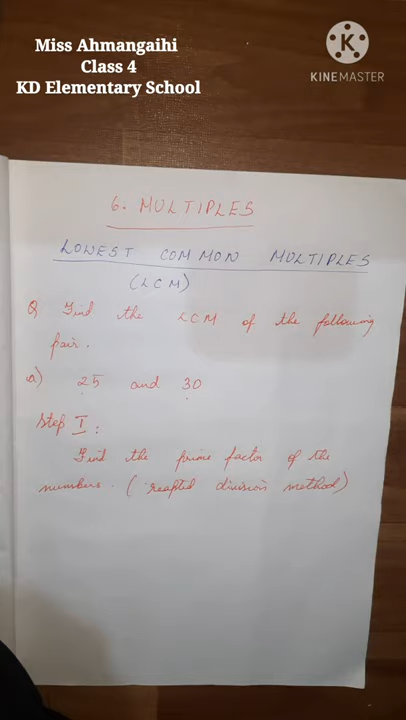 Miss Ahmangaihi
Class 4
KD Elementary School
K
KINEMASTER
6. MULTIPLES
LOWEST COMMON MULTIPLES
(LCM)
Q Find the LCM of the following
pair.
a) 25 and 30
Step I:
Find the prime factor of the
numbers. (reapted division method)